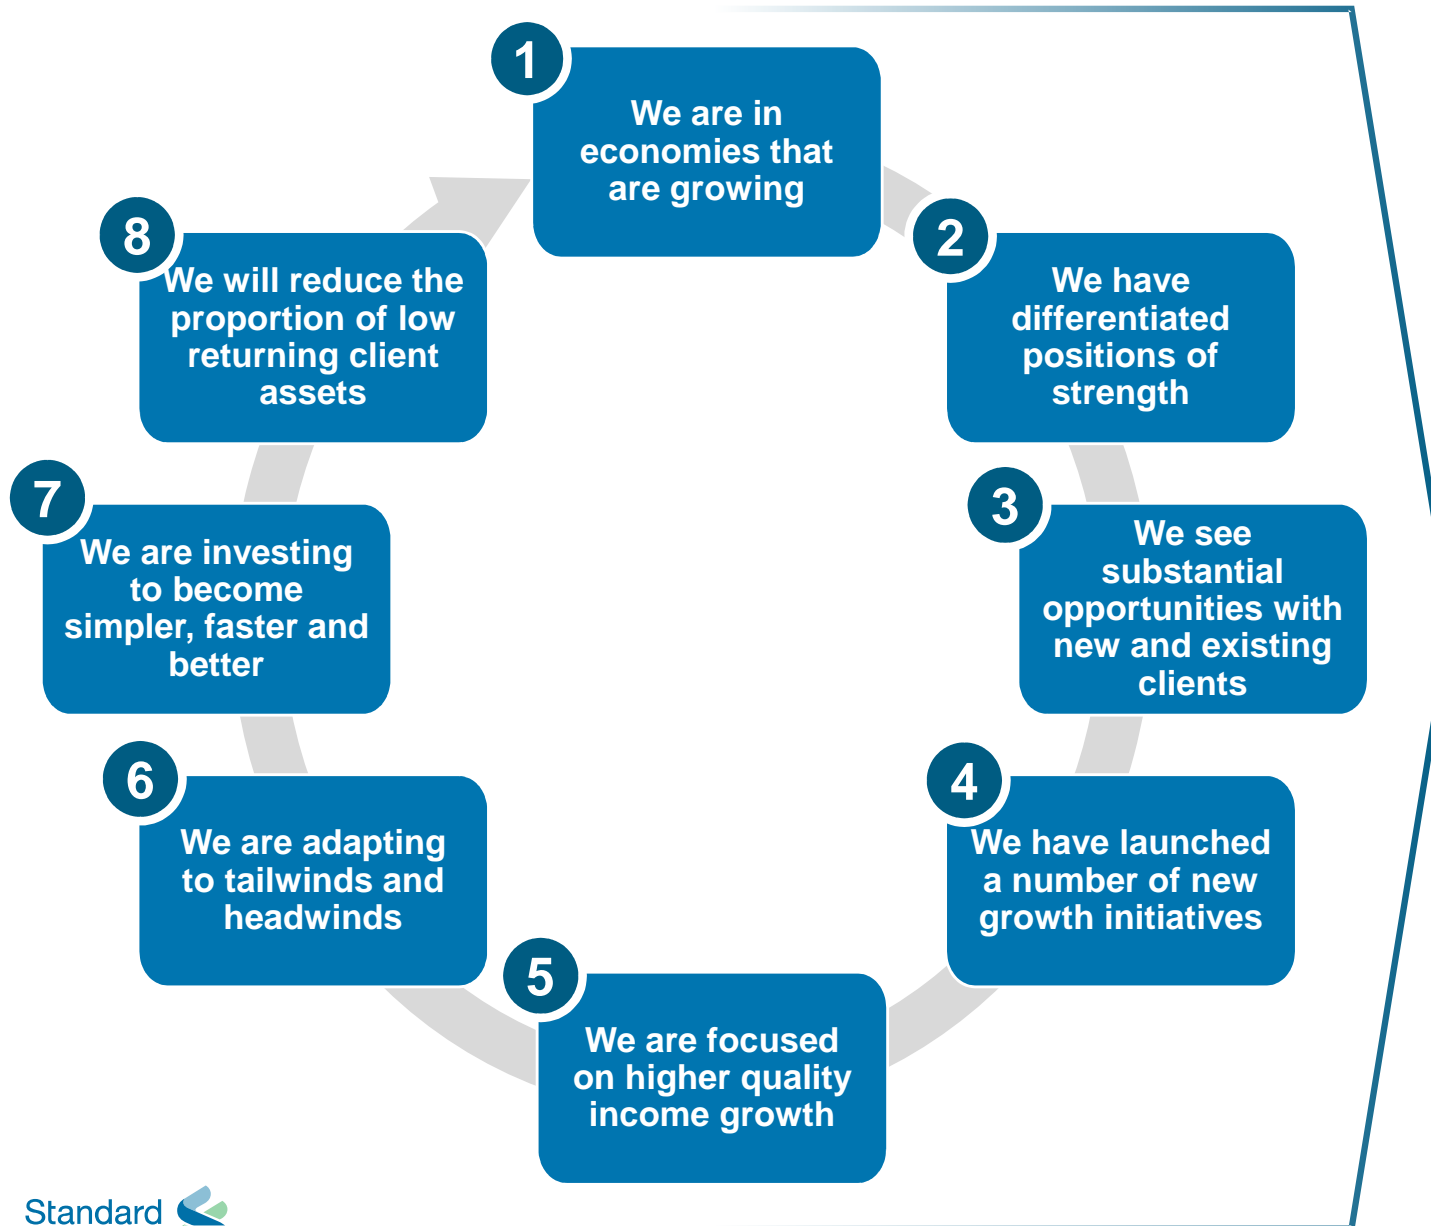 1
We are in
economies that
are growing
2
We have
differentiated
positions of
strength
3
We see
substantial
opportunities with
new and existing
clients
4
We have launched
a number of new
growth initiatives
5
We are focused
on higher quality
income growth
6
We are adapting
to tailwinds and
headwinds
7
We are investing
to become
simpler, faster and
better
8
We will reduce the
proportion of low
returning client
assets
Standard